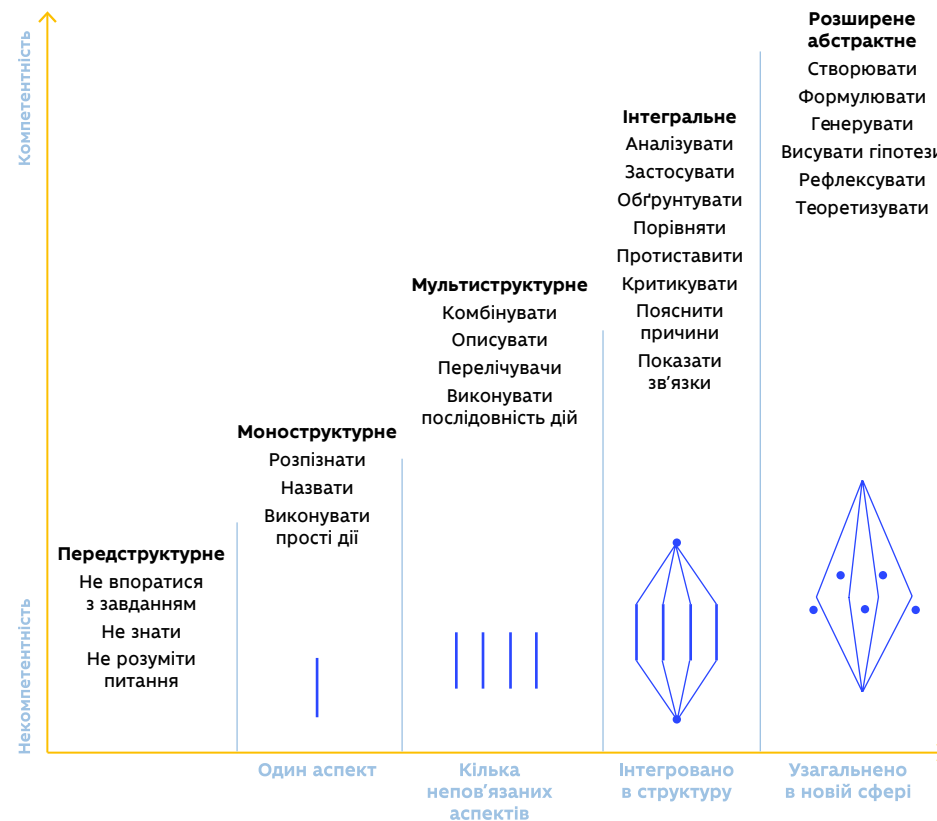 Компетентність
Некомпетентність
Передструктурне
Не впоратися
з завданням
Не знати
Не розуміти
питання
Моноструктурне
Розпізнати
Назвати
Виконувати
прості дії
Мультиструктурне
Комбінувати
Описувати
Перелічувачи
Виконувати
послідовність дій
Інтегральне
Аналізувати
Застосувати
Обґрунтувати
Порівняти
Протиставити
Критикувати
Пояснити
причини
Показати
зв’язки
Розширене
абстрактне
Створювати
Формулювати
Генерувати
Висувати гіпотези
Рефлексувати
Теоретизувати
Один аспект
Кілька
непов’язаних
аспектів
Інтегровано
в структуру
Узагальнено
в новій сфері